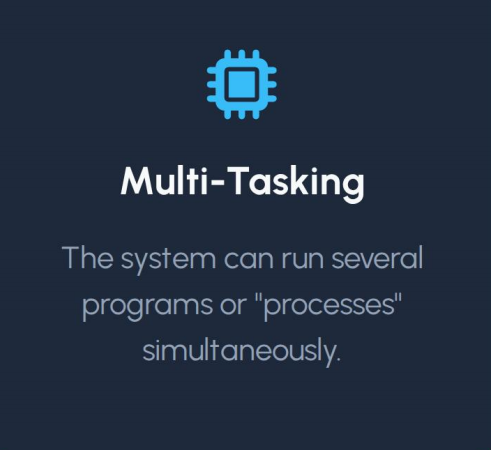 Multi-Tasking
The system can run several
programs or "processes"
simultaneously.